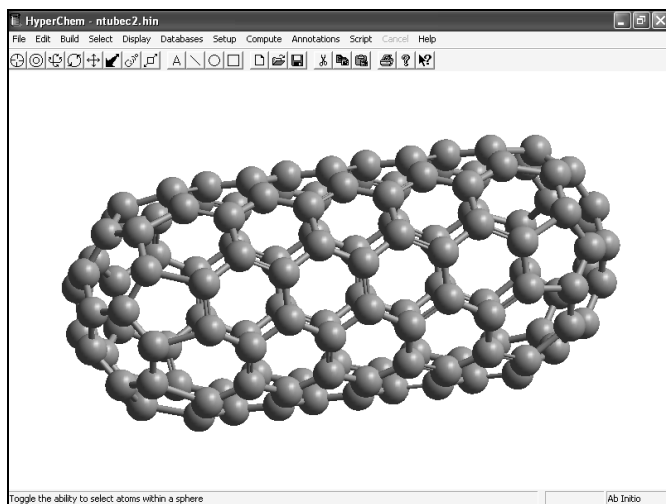 HyperChem - ntubec2.hin
File Edit Build Select Display Databases Setup Compute Annotations Script Cancel Help
A
Toggle the ability to select atoms within a sphere
Ab Initio